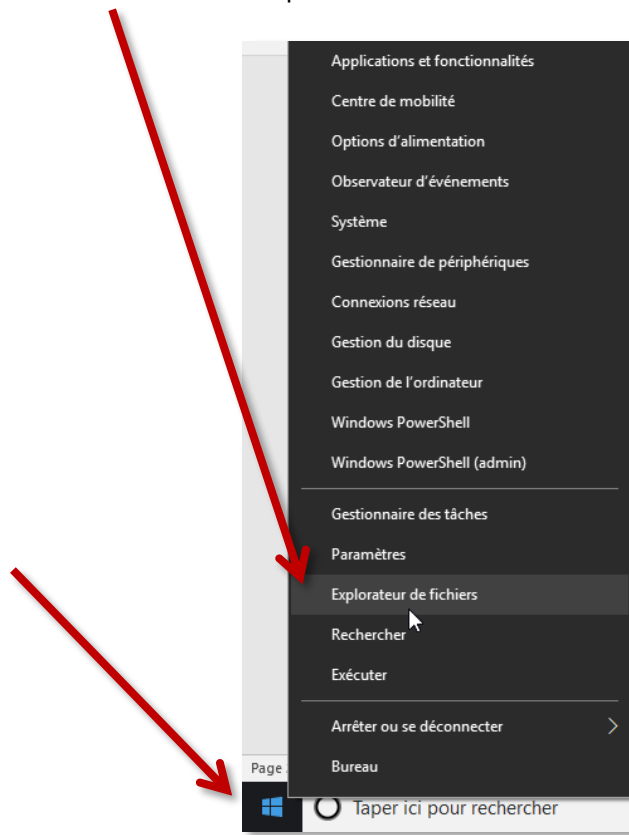 Applications et fonctionnalités
Centre de mobilité
Options d'alimentation
Observateur d'événements
Système
Gestionnaire de périphériques
Connexions réseau
Gestion du disque
Gestion de l'ordinateur
Windows PowerShell
Windows PowerShell (admin)
Gestionnaire des tâches
Paramètres
Explorateur de fichiers
Rechercher
Exécuter
Arrêter ou se déconnecter
Bureau
Page
Taper ici pour rechercher